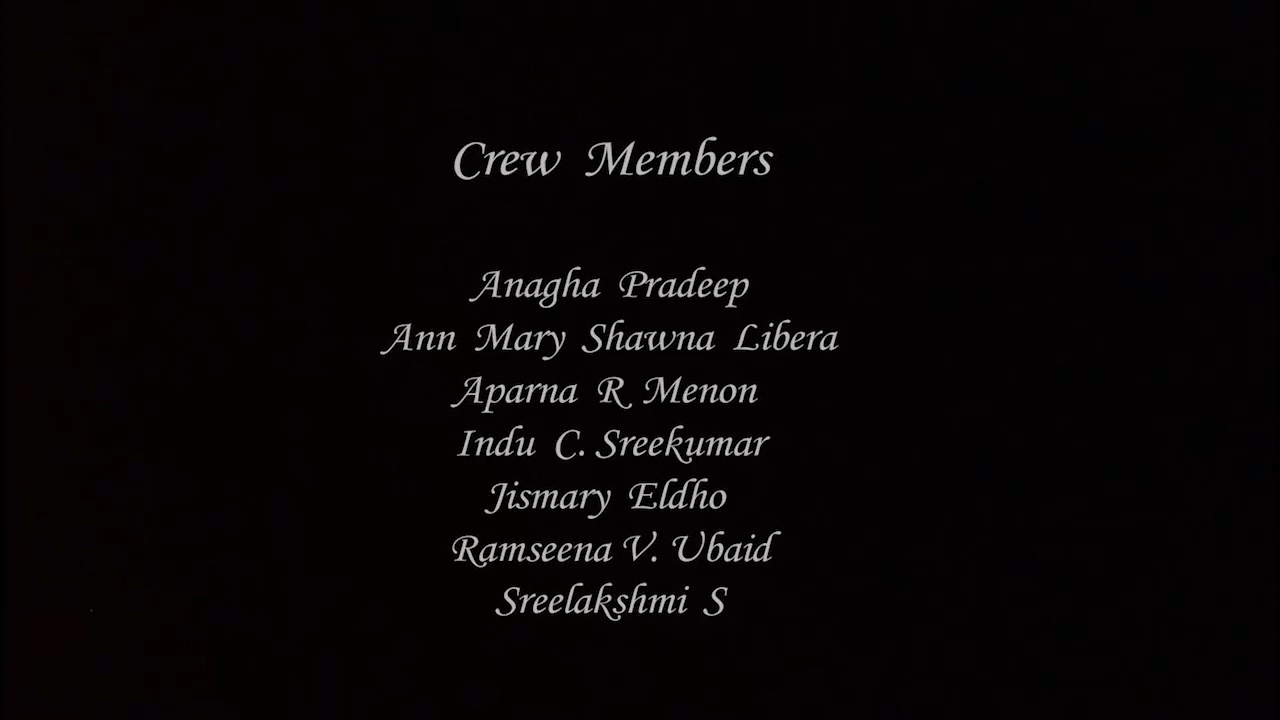 Crew Members
Anagha Pradeep
Ann Mary Shawna Libera
Aparna R Menon
Indu C. Sreekumar
Jismary Eldho
Ramseena V. Ubaid
Sreelakshmi S